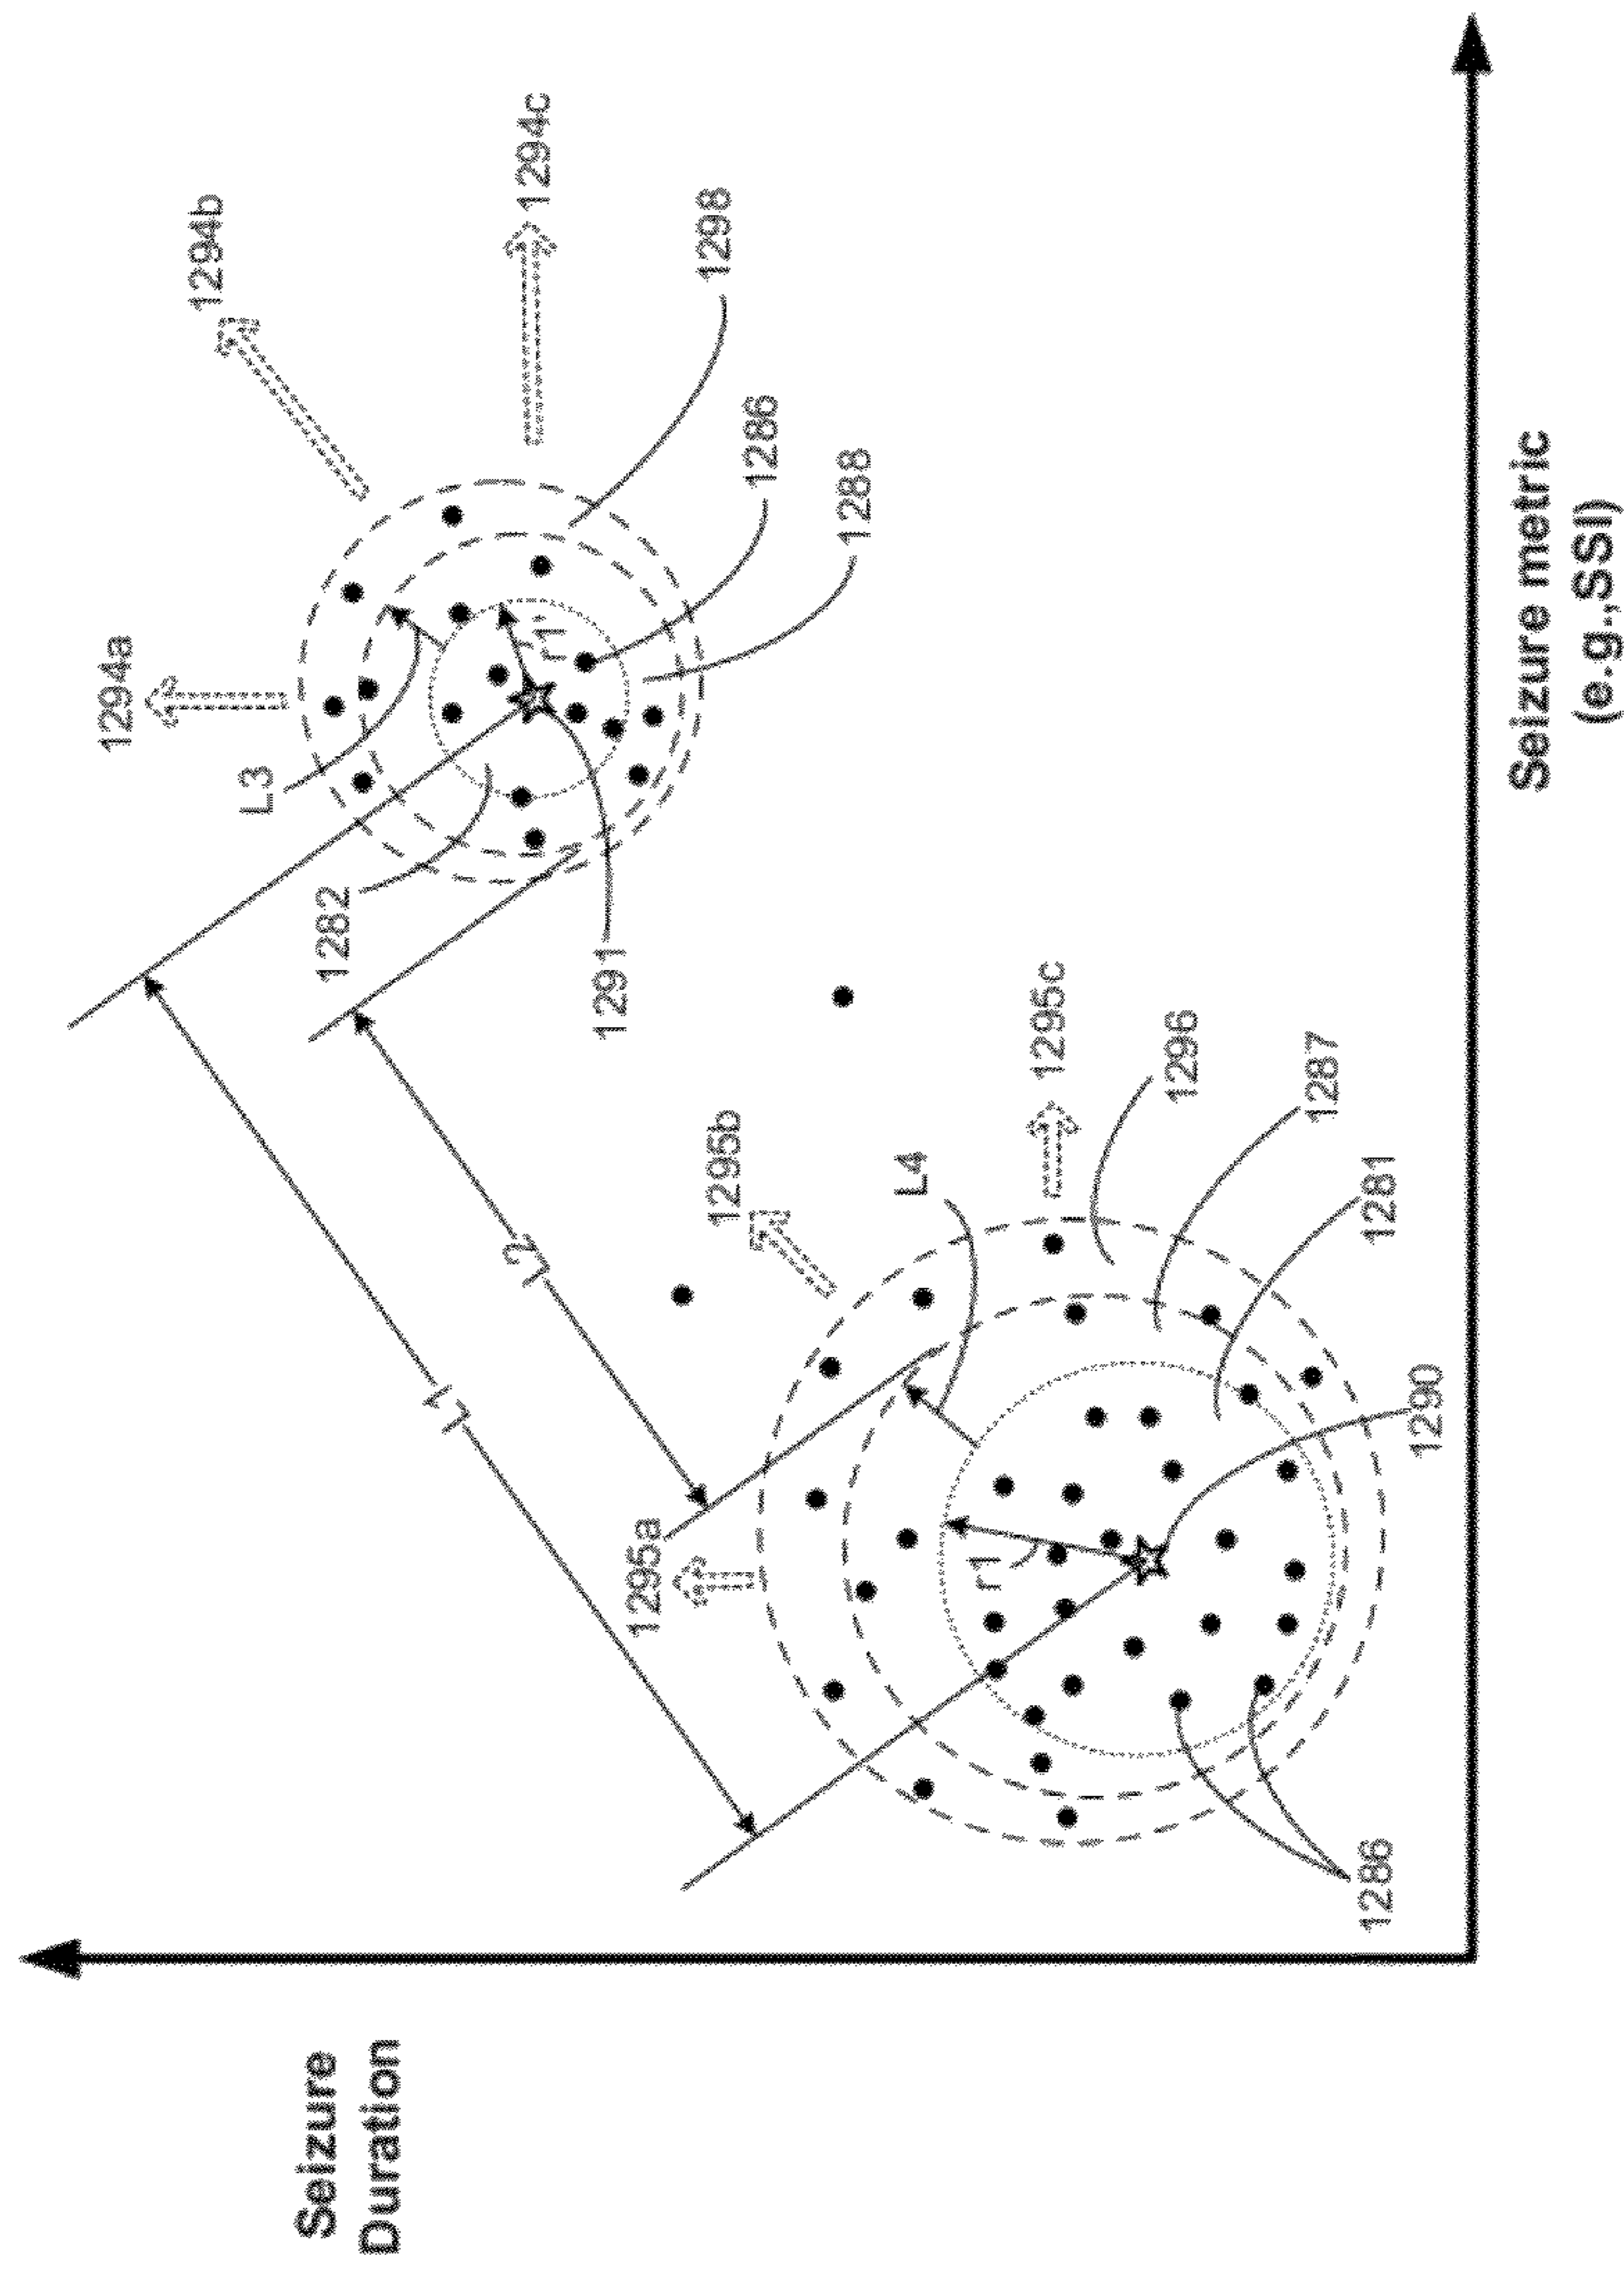 1294b
1294a
1294c
L3
1298
1282
1286
1288
r1'
1291
L1
L2
1295b
1295a
1295c
L4
1296
1287
1281
r1
1290
1286
Seizure
Duration
Seizure metric
(e.g.,SSI)